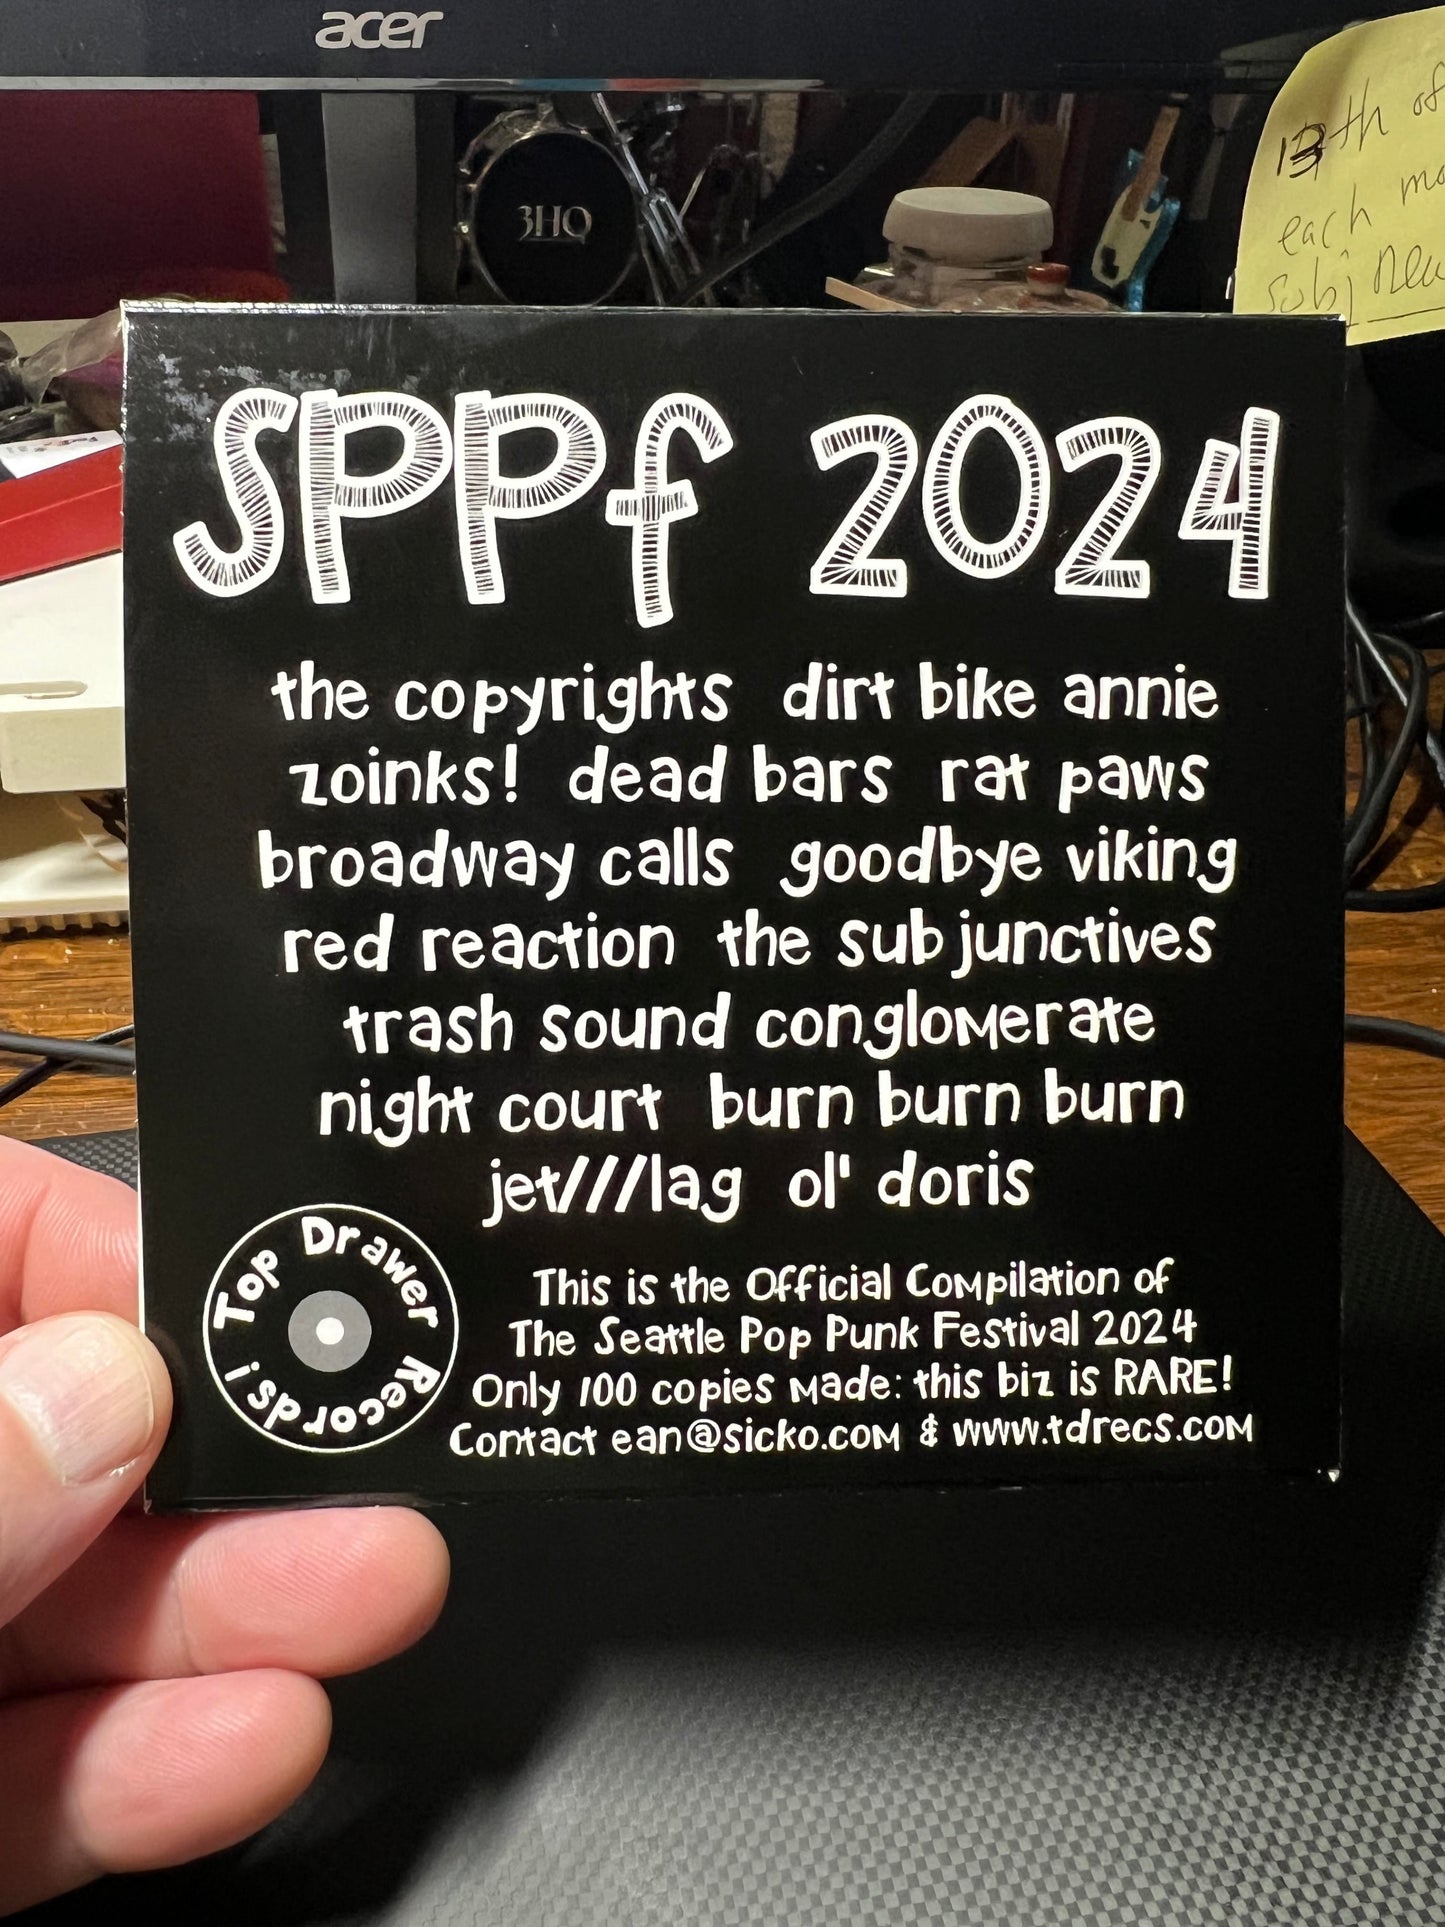 acer
3HQ
13th of
each
subj
SPPf 2024
the copyrights dirt bike annie
zoinks! dead bars rat paws
broadway calls goodbye viking
red reaction the subjunctives
trash sound conglomerate
night court burn burn burn
jet///lag ol' doris
Top Drawer Records!
This is the Official Compilation of
The Seattle Pop Punk Festival 2024
Only 100 copies made: this biz is RARE!
Contact ean@sicko.com & www.tdrecs.com